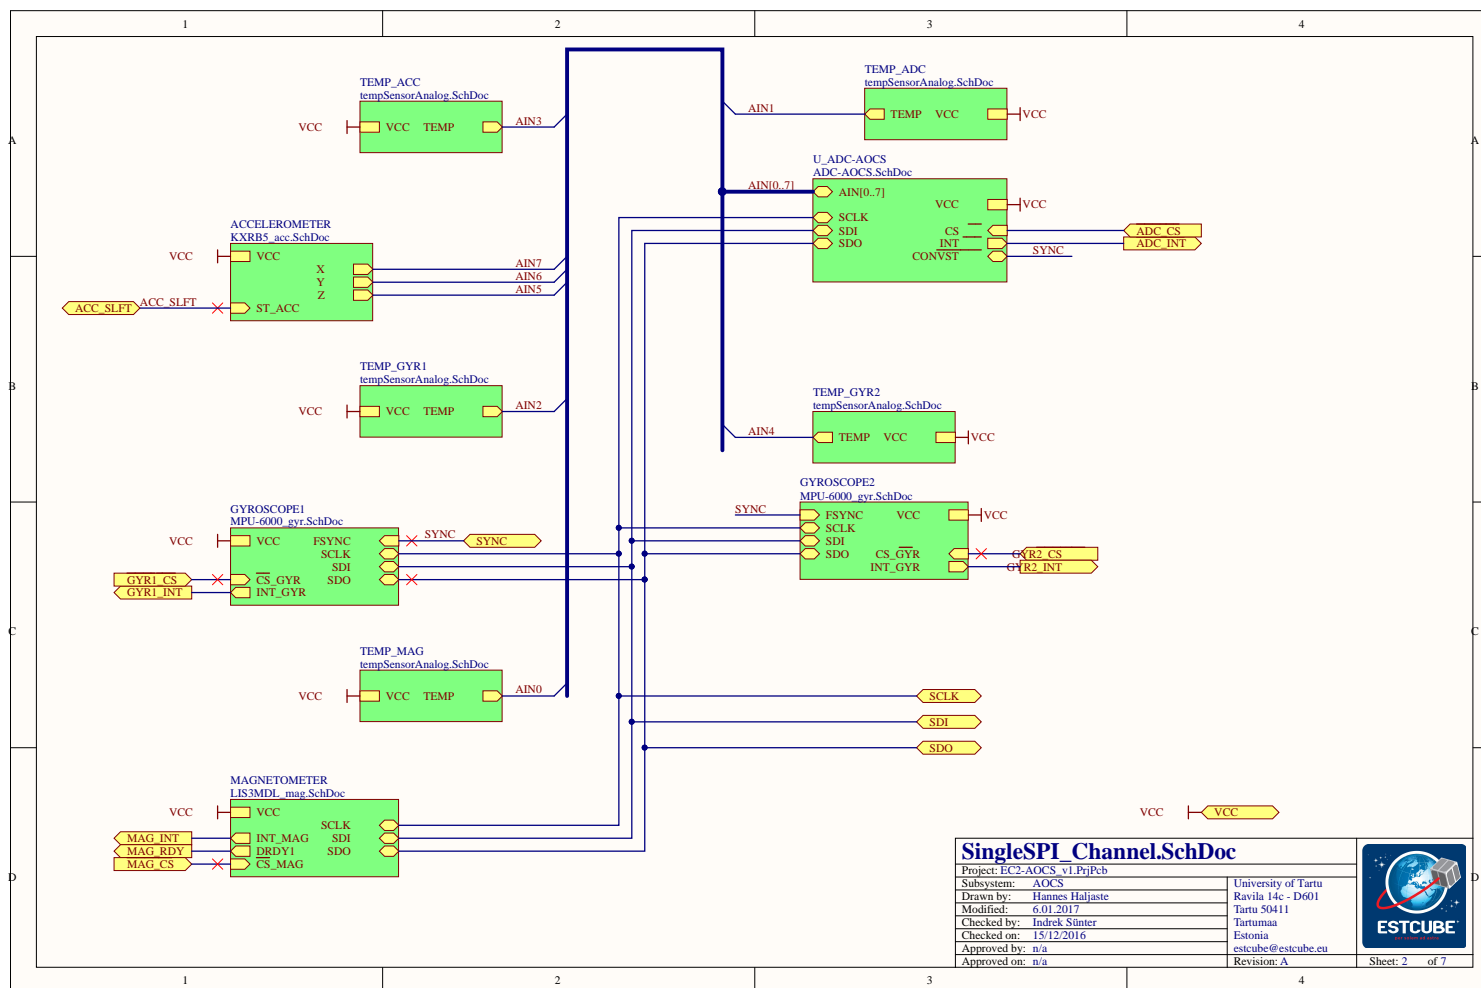 1 2 3 4
A
TEMP_ACC
tempSensorAnalog.SchDoc
VCC VCC TEMP AIN3
TEMP_ADC
tempSensorAnalog.SchDoc
AIN1 TEMP VCC VCC
A
U_ADC-AOCS
ADC-AOCS.SchDoc
AIN[0..7] AIN[0..7]
VCC VCC
SCLK
SDI CS ADC_CS
SDO INT ADC_INT
CONVST SYNC
ACCELEROMETER
KXRB5_acc.SchDoc
VCC VCC
X AIN7
Y AIN6
Z AIN5
ACC_SLFT ACC_SLFT ST_ACC
B
TEMP_GYR1
tempSensorAnalog.SchDoc
VCC VCC TEMP AIN2
TEMP_GYR2
tempSensorAnalog.SchDoc
AIN4 TEMP VCC VCC
B
GYROSCOPE1
MPU-6000_gyr.SchDoc
VCC VCC FSYNC SYNC SYNC
SCLK
SDI
GYR1_CS CS_GYR SDO
GYR1_INT INT_GYR
GYROSCOPE2
MPU-6000_gyr.SchDoc
SYNC FSYNC VCC VCC
SCLK
SDI
SDO CS_GYR GYR2_CS
INT_GYR GYR2_INT
C
C
TEMP_MAG
tempSensorAnalog.SchDoc
VCC VCC TEMP AIN0
SCLK
SDI
SDO
MAGNETOMETER
LIS3MDL_mag.SchDoc
VCC VCC
SCLK
MAG_INT INT_MAG SDI
MAG_RDY DRDY1 SDO
MAG_CS CS_MAG
VCC VCC
D
D
SingleSPI_Channel.SchDoc
Project: EC2-AOCS_v1.PrjPcb
Subsystem: AOCS University of Tartu
Drawn by: Hannes Haljaste Ravila 14c - D601
Modified: 6.01.2017 Tartu 50411
Checked by: Indrek Sünter Tartumaa
Checked on: 15/12/2016 Estonia
Approved by: n/a estcube@estcube.eu
Approved on: n/a Revision: A Sheet: 2 of 7
ESTCUBE
1 2 3 4